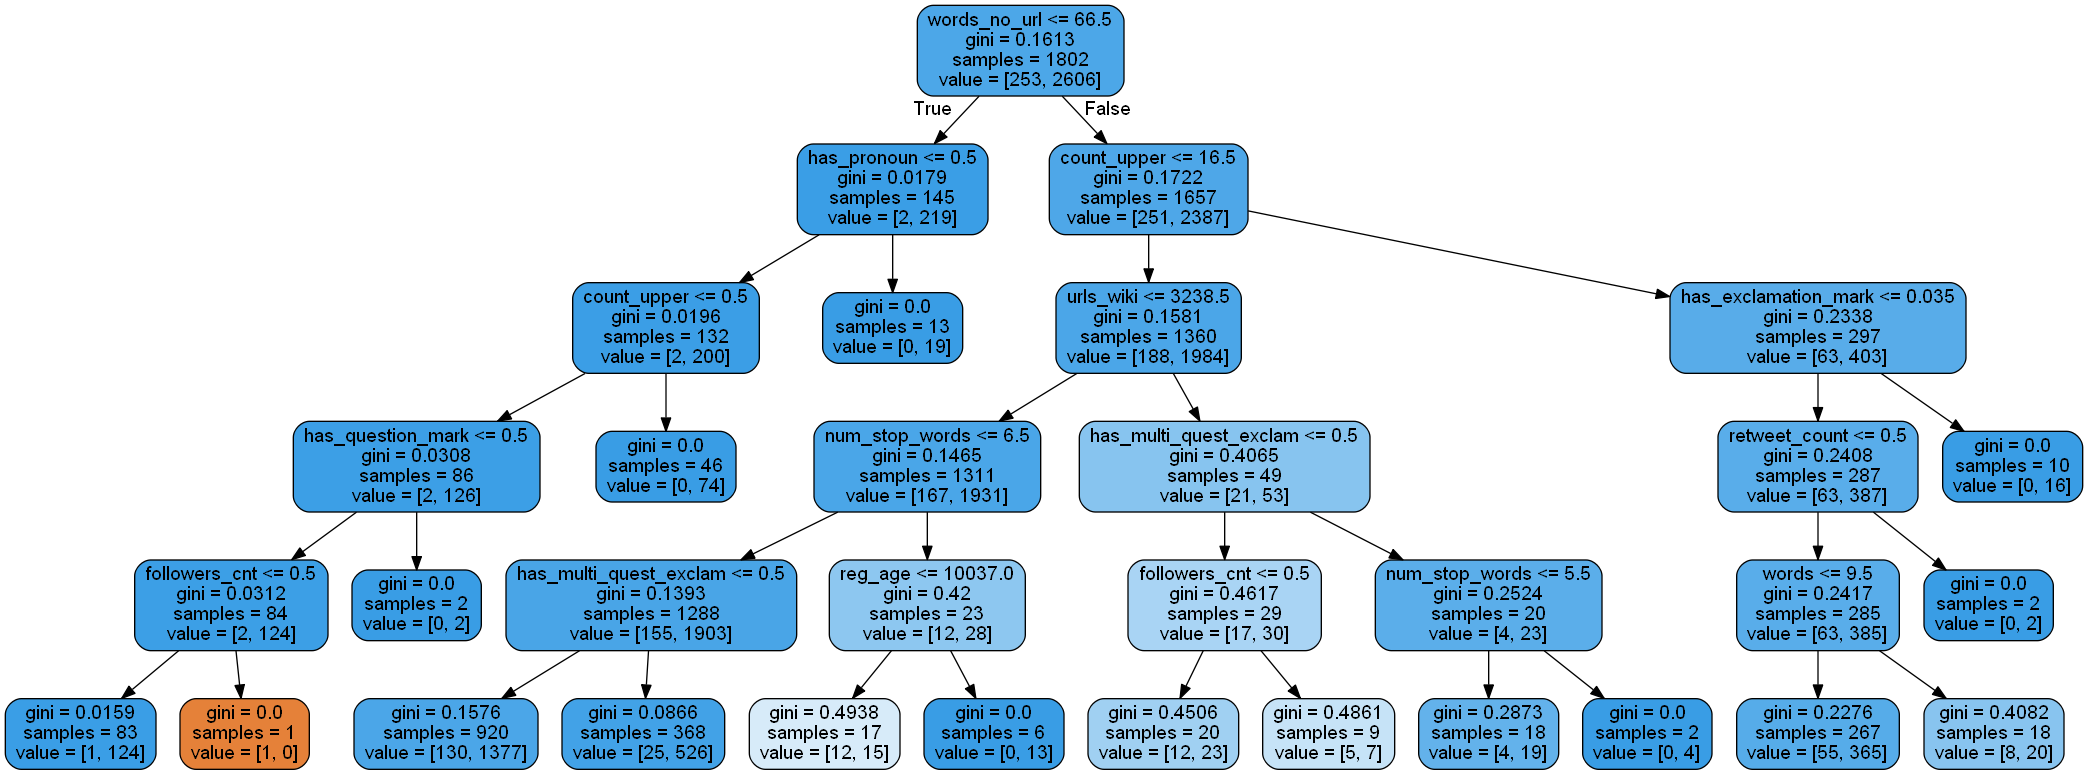 words_no_url <= 66.5
gini = 0.1613
samples = 1802
value = [253, 2606]
True
False
has_pronoun <= 0.5
gini = 0.0179
samples = 145
value = [2, 219]
count_upper <= 16.5
gini = 0.1722
samples = 1657
value = [251, 2387]
count_upper <= 0.5
gini = 0.0196
samples = 132
value = [2, 200]
gini = 0.0
samples = 13
value = [0, 19]
urls_wiki <= 3238.5
gini = 0.1581
samples = 1360
value = [188, 1984]
has_exclamation_mark <= 0.035
gini = 0.2338
samples = 297
value = [63, 403]
has_question_mark <= 0.5
gini = 0.0308
samples = 86
value = [2, 126]
gini = 0.0
samples = 46
value = [0, 74]
num_stop_words <= 6.5
gini = 0.1465
samples = 1311
value = [167, 1931]
has_multi_quest_exclam <= 0.5
gini = 0.4065
samples = 49
value = [21, 53]
retweet_count <= 0.5
gini = 0.2408
samples = 287
value = [63, 387]
gini = 0.0
samples = 10
value = [0, 16]
followers_cnt <= 0.5
gini = 0.0312
samples = 84
value = [2, 124]
gini = 0.0
samples = 2
value = [0, 2]
has_multi_quest_exclam <= 0.5
gini = 0.1393
samples = 1288
value = [155, 1903]
reg_age <= 10037.0
gini = 0.42
samples = 23
value = [12, 28]
followers_cnt <= 0.5
gini = 0.4617
samples = 29
value = [17, 30]
num_stop_words <= 5.5
gini = 0.2524
samples = 20
value = [4, 23]
words <= 9.5
gini = 0.2417
samples = 285
value = [63, 385]
gini = 0.0
samples = 2
value = [0, 2]
gini = 0.0159
samples = 83
value = [1, 124]
gini = 0.0
samples = 1
value = [1, 0]
gini = 0.1576
samples = 920
value = [130, 1377]
gini = 0.0866
samples = 368
value = [25, 526]
gini = 0.4938
samples = 17
value = [12, 15]
gini = 0.0
samples = 6
value = [0, 13]
gini = 0.4506
samples = 20
value = [12, 23]
gini = 0.4861
samples = 9
value = [5, 7]
gini = 0.2873
samples = 18
value = [4, 19]
gini = 0.0
samples = 2
value = [0, 4]
gini = 0.2276
samples = 267
value = [55, 365]
gini = 0.4082
samples = 18
value = [8, 20]